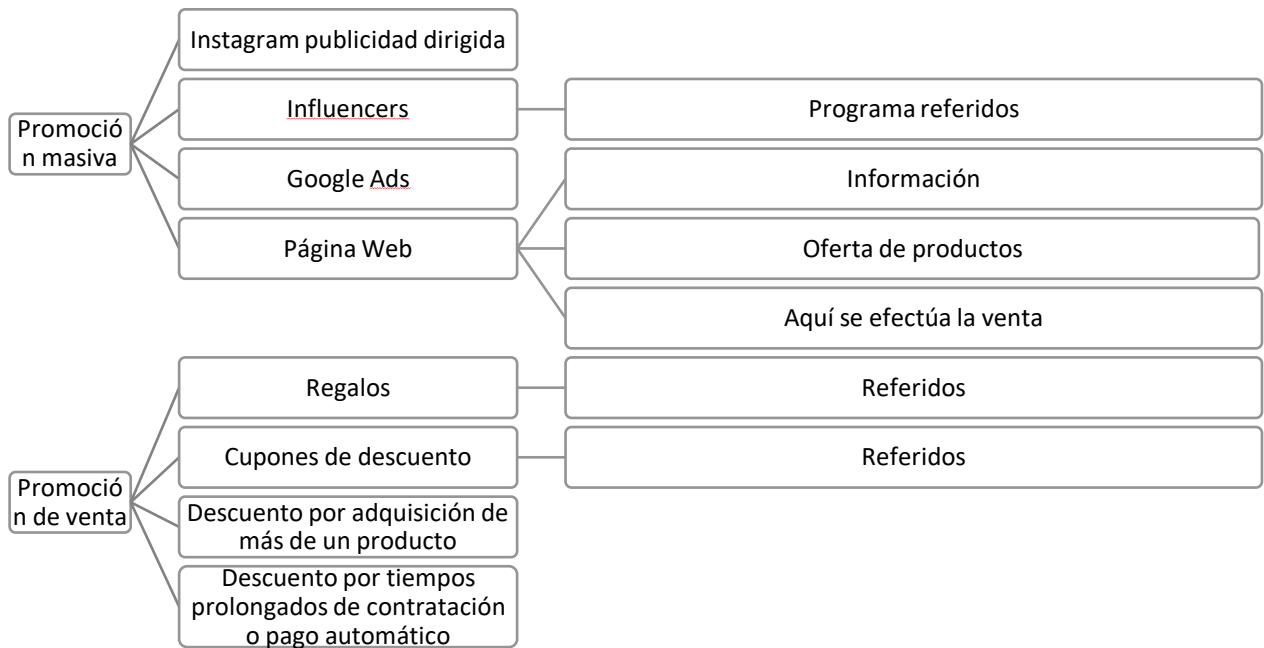 Instagram publicidad dirigida
Influencers
Programa referidos
Promoció
n masiva
Google Ads
Información
Página Web
Oferta de productos
Aquí se efectúa la venta
Regalos
Referidos
Cupones de descuento
Referidos
Promoció
n de venta
Descuento por adquisición de
más de un producto
Descuento por tiempos
prolongados de contratación
o pago automático